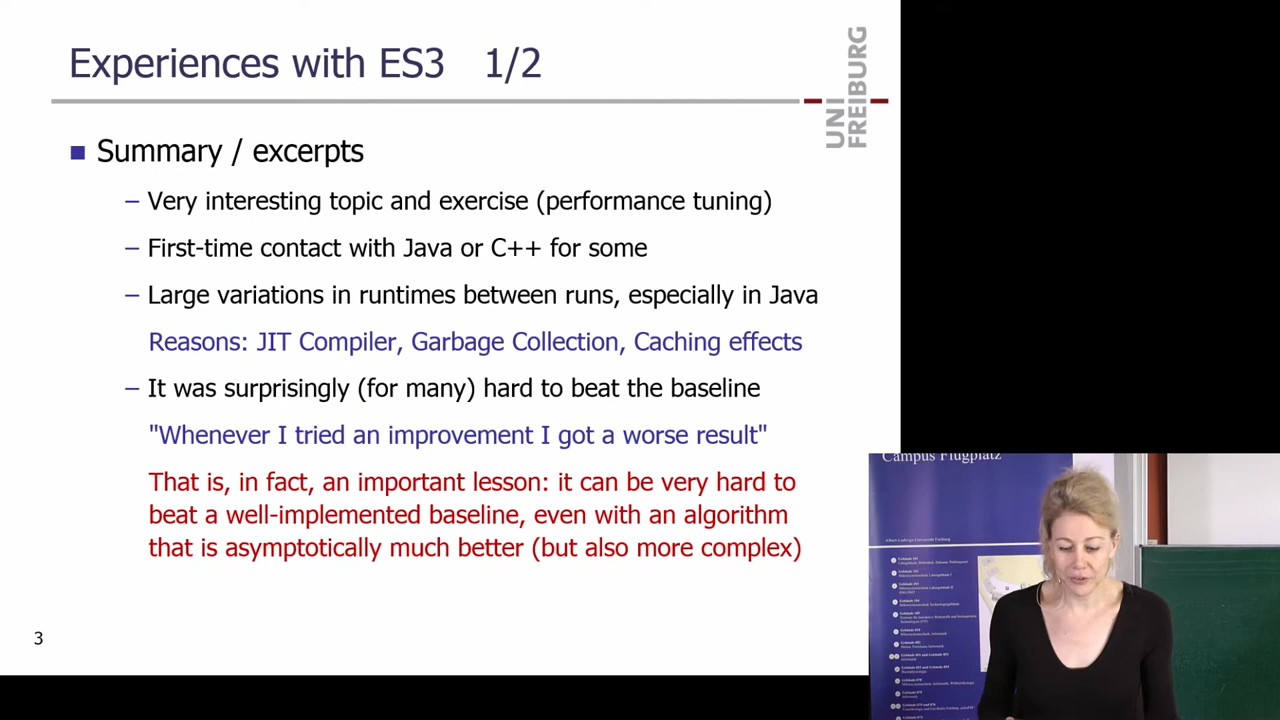 Experiences with ES3 1/2
UNI
FREIBURG
Summary / excerpts
– Very interesting topic and exercise (performance tuning)
– First-time contact with Java or C++ for some
– Large variations in runtimes between runs, especially in Java
Reasons: JIT Compiler, Garbage Collection, Caching effects
– It was surprisingly (for many) hard to beat the baseline
"Whenever I tried an improvement I got a worse result"
That is, in fact, an important lesson: it can be very hard to
beat a well-implemented baseline, even with an algorithm
that is asymptotically much better (but also more complex)
3
Campus Flugplatz